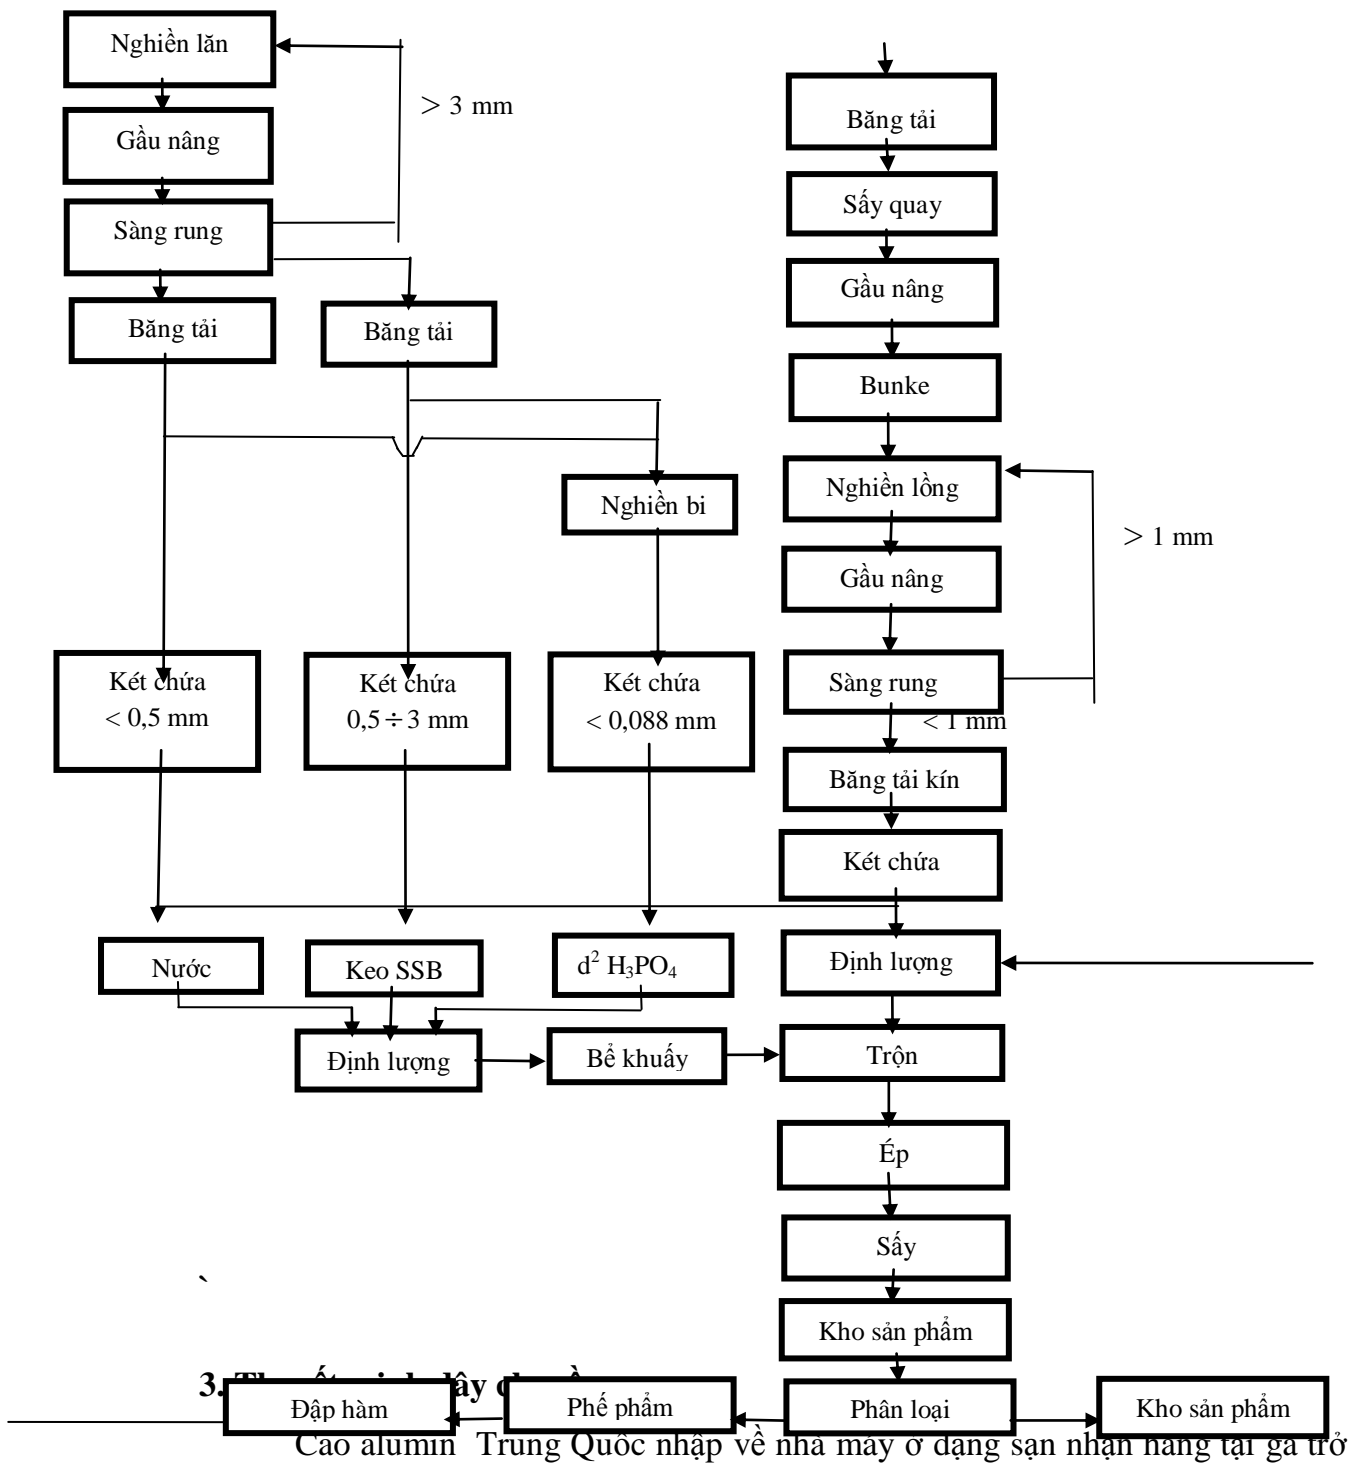 Nghiền lăn
> 3 mm
Gầu nâng
Sàng rung
Băng tải
Băng tải
Nghiền bi
Két chứa
< 0,5 mm
Két chứa
0,5 ÷ 3 mm
Két chứa
< 0,088 mm
Băng tải
Sấy quay
Gầu nâng
Bunke
Nghiền lồng
> 1 mm
Gầu nâng
Sàng rung
< 1 mm
Băng tải kín
Két chứa
Nước
Keo SSB
d² H₃PO₄
Định lượng
Định lượng
Bể khuấy
Trộn
Ép
Sấy
`
Kho sản phẩm
3.
Đập hàm
Phế phẩm
Phân loại
Kho sản phẩm
Cao alumin Trung Quốc nhập về nhà máy ở dạng sạn nhận hàng tại ga trở